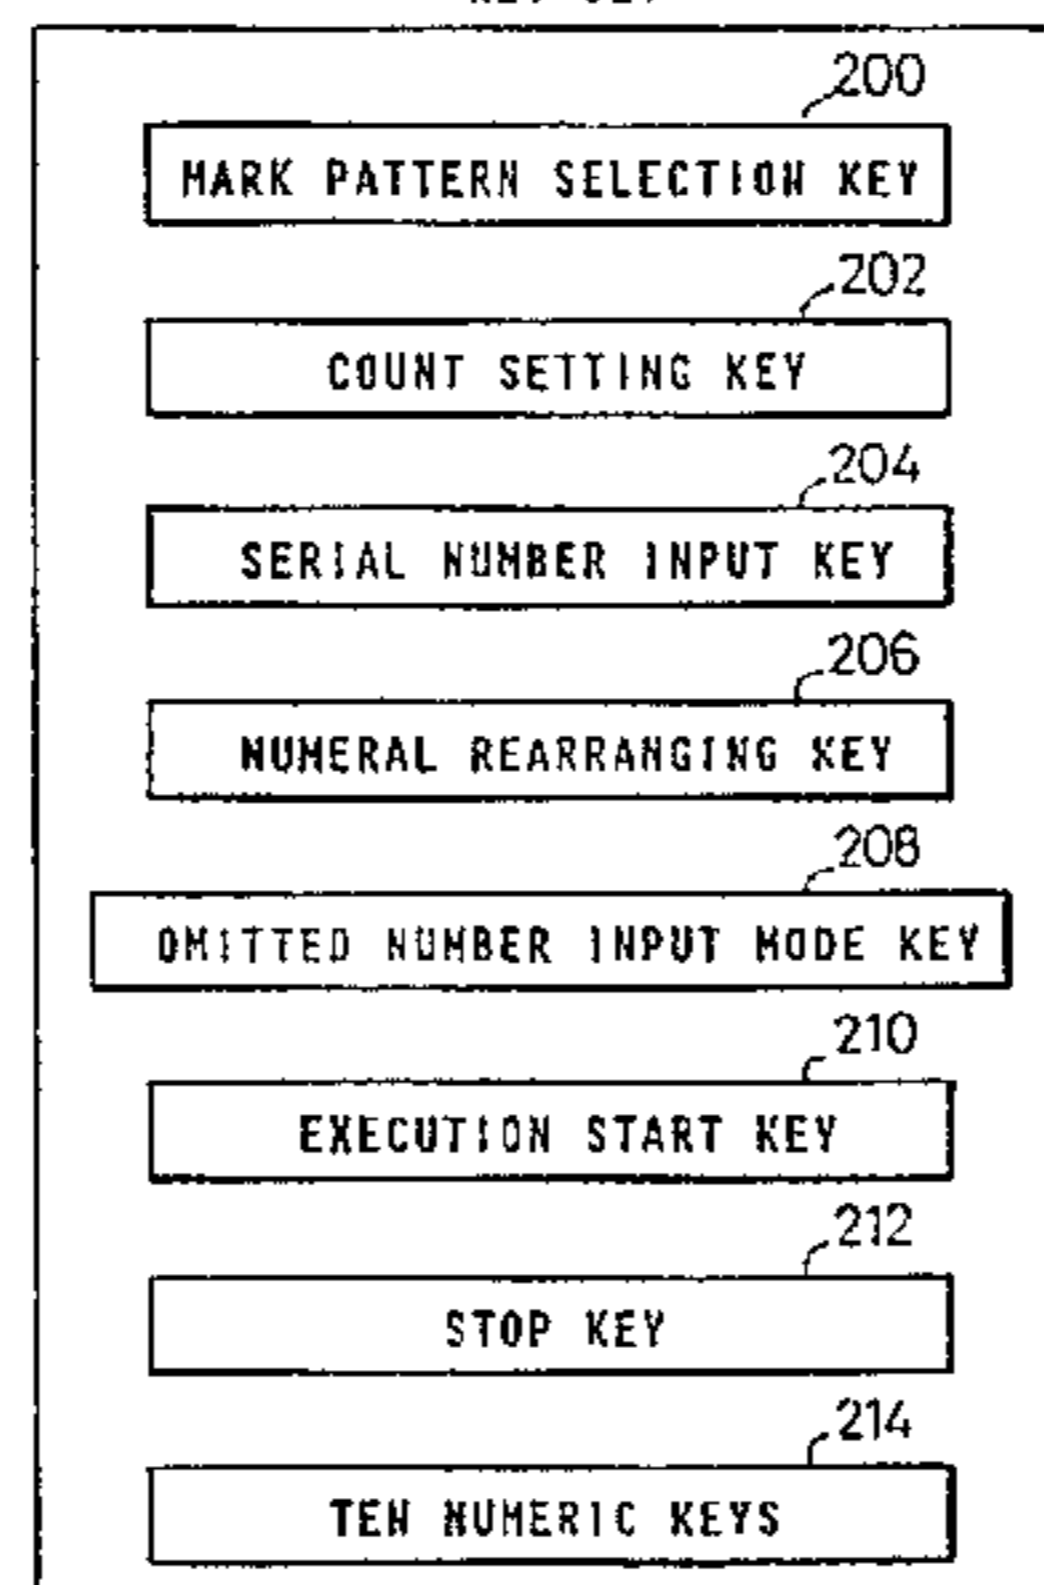 200
MARK PATTERN SELECTION KEY
202
COUNT SETTING KEY
204
SERIAL NUMBER INPUT KEY
206
NUMERAL REARRANGING KEY
208
OMITTED NUMBER INPUT MODE KEY
210
EXECUTION START KEY
212
STOP KEY
214
TEN NUMERIC KEYS